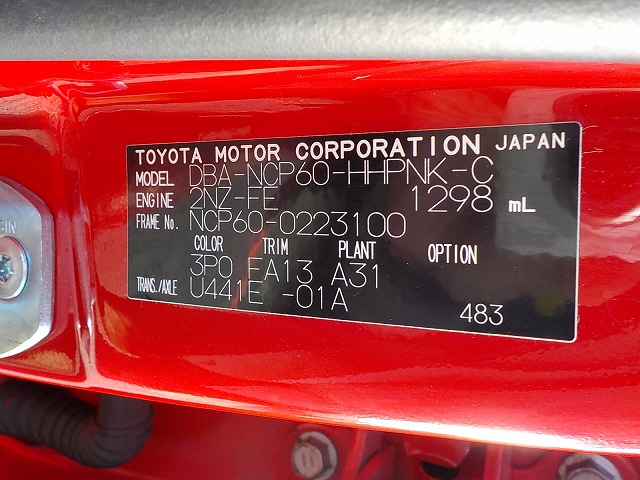 TOYOTA MOTOR CORPORATION JAPAN
MODEL DBA-NCP60-HHPNK-C
ENGINE 2NZ-FE 1298 mL
FRAME No. NCP60-0223100
COLOR TRIM PLANT OPTION
3P0 EA13 A31
TRANS./AXLE U441E -01A
483